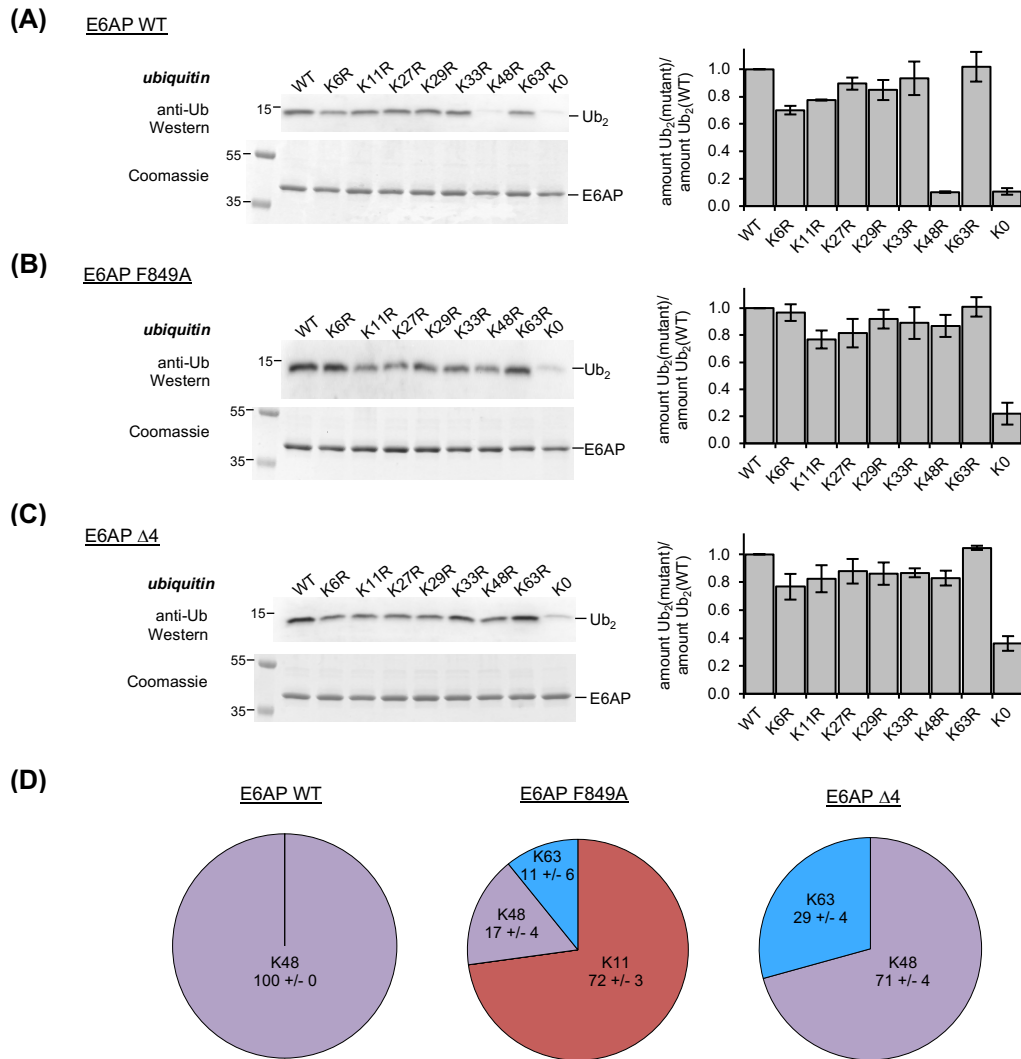 (A)
E6AP WT
ubiquitin
WT K6R K11R K27R K29R K33R K48R K63R K0
anti-Ub
Western
15
Ub2
Coomassie
55
35
E6AP
amount Ub2(mutant)/
amount Ub2(WT)
1.0
0.8
0.6
0.4
0.2
0.0
WT K6R K11R K27R K29R K33R K48R K63R K0
(B)
E6AP F849A
ubiquitin
WT K6R K11R K27R K29R K33R K48R K63R K0
anti-Ub
Western
15
Ub2
Coomassie
55
35
E6AP
amount Ub2(mutant)/
amount Ub2(WT)
1.0
0.8
0.6
0.4
0.2
0.0
WT K6R K11R K27R K29R K33R K48R K63R K0
(C)
E6AP Δ4
ubiquitin
WT K6R K11R K27R K29R K33R K48R K63R K0
anti-Ub
Western
15
Ub2
Coomassie
55
35
E6AP
amount Ub2(mutant)/
amount Ub2(WT)
1.0
0.8
0.6
0.4
0.2
0.0
WT K6R K11R K27R K29R K33R K48R K63R K0
(D)
E6AP WT
K48
100 +/- 0
E6AP F849A
K63
11 +/- 6
K48
17 +/- 4
K11
72 +/- 3
E6AP Δ4
K63
29 +/- 4
K48
71 +/- 4